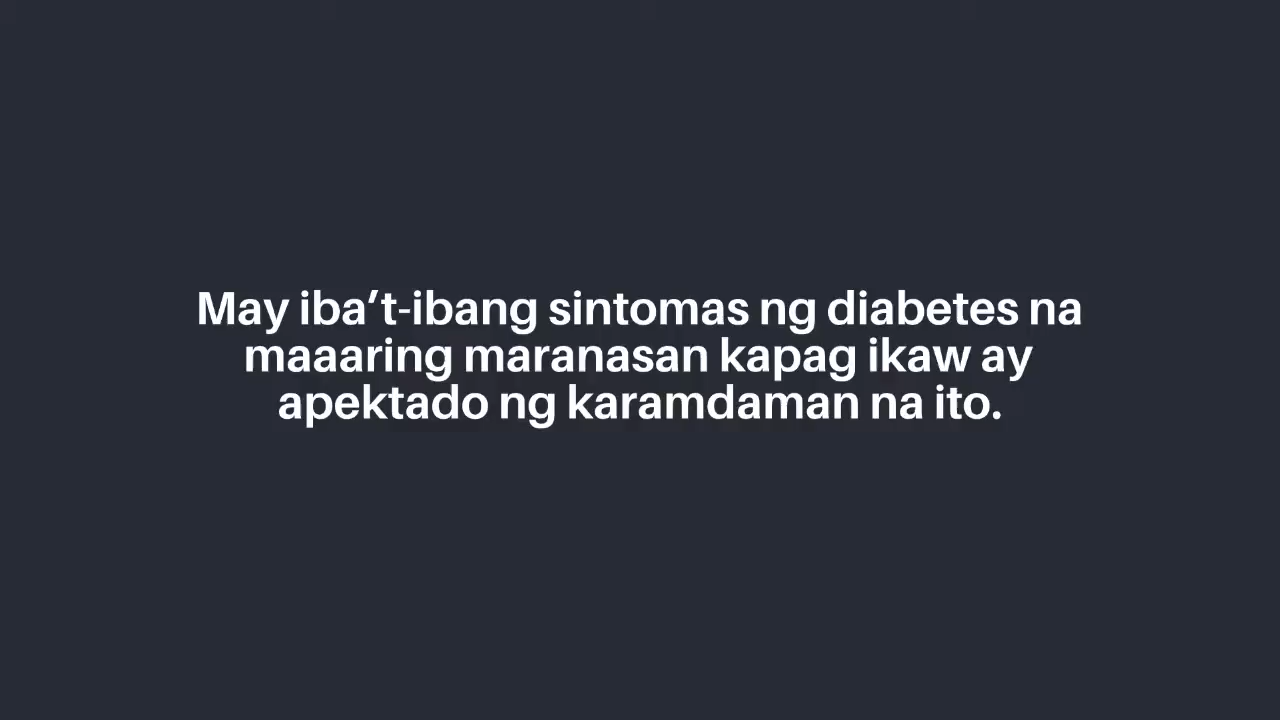 May iba’t-ibang sintomas ng diabetes na
maaaring maranasan kapag ikaw ay
apektado ng karamdaman na ito.